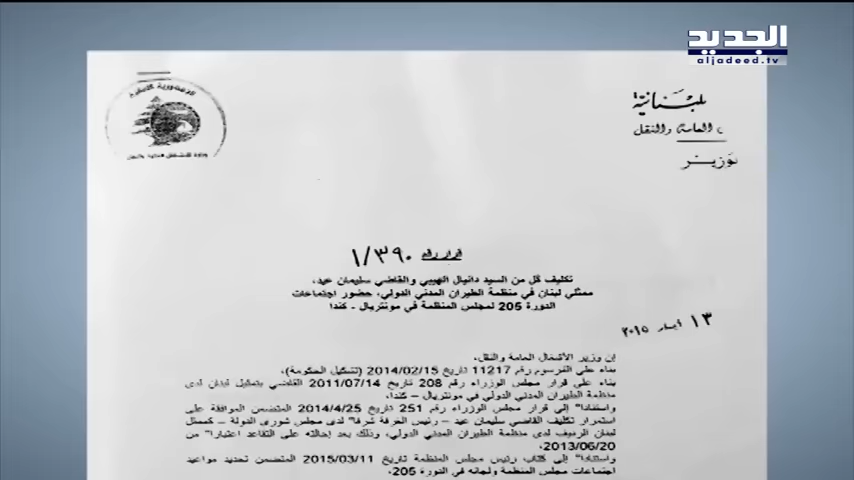 الجديد
aljadeed.tv
لبنانية
العامة والنقل
وزير
الجمهورية اللبنانية
قرار رقم ١/٣٩٠
تكليف كل من السيد دانيال الهيبي والقاضي سليمان عيد،
ممثلي لبنان في منظمة الطيران المدني الدولي، حضور اجتماعات
الدورة 205 لمجلس المنظمة في مونتريال - كندا
١٣ أيار ٢٠١٥
إن وزير الأشغال العامة والنقل،
بناء على المرسوم رقم 11217 تاريخ 2014/02/15 (تشكيل الحكومة)،
بناء على قرار مجلس الوزراء رقم 208 تاريخ 2011/07/14 القاضي بتمثيل لبنان لدى
منظمة الطيران المدني الدولي في مونتريال – كندا،
واستنادا" إلى قرار مجلس الوزراء رقم 251 تاريخ 2014/4/25 المتضمن الموافقة على
استمرار تكليف القاضي سليمان عيد – رئيس الغرفة شرفا" لدى مجلس شورى الدولة – كممثل
لبنان الرديف لدى منظمة الطيران المدني الدولي، وذلك بعد إحالته على التقاعد اعتبارا" من
2013/06/20،
واستنادا" إلى كتاب رئيس مجلس المنظمة تاريخ 2015/03/11 المتضمن تحديد مواعيد
اجتماعات مجلس المنظمة ولجانه في الدورة 205،